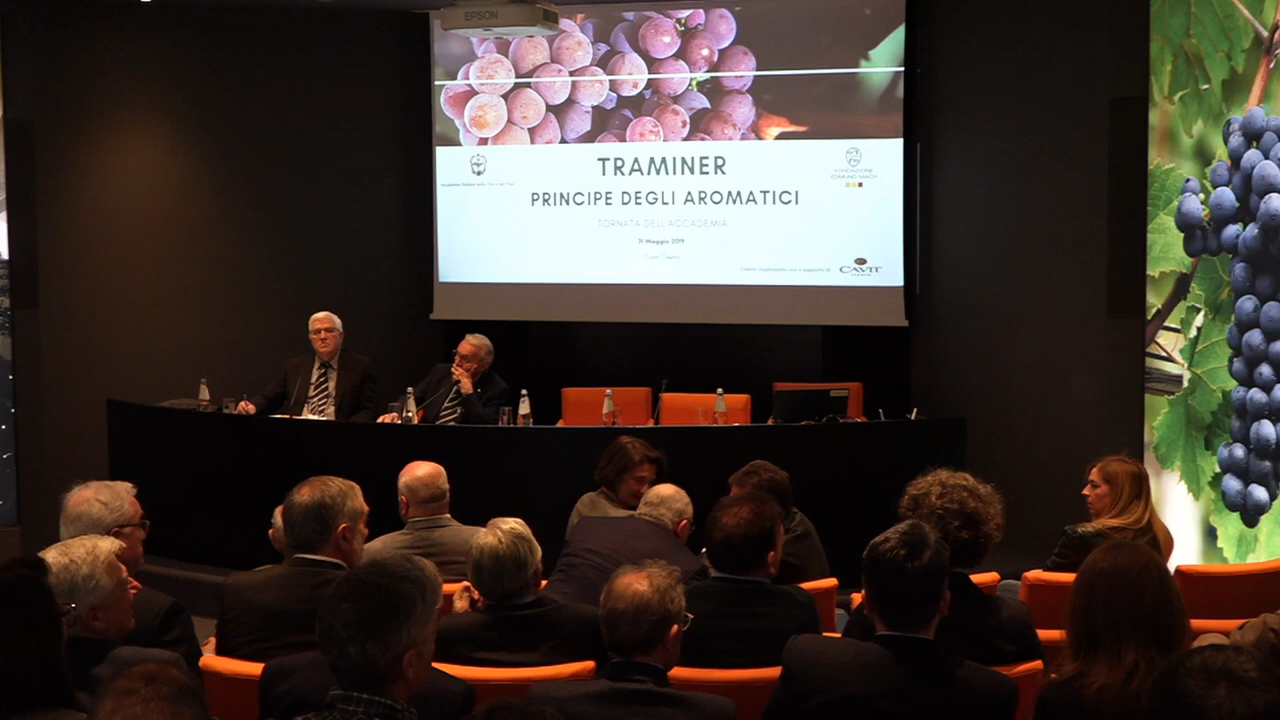 EPSON
TRAMINER
PRINCIPE DEGLI AROMATICI
TORNATA DELL'ACCADEMIA
31 Maggio 2019
FONDAZIONE
EDMUND MACH
CAVIT